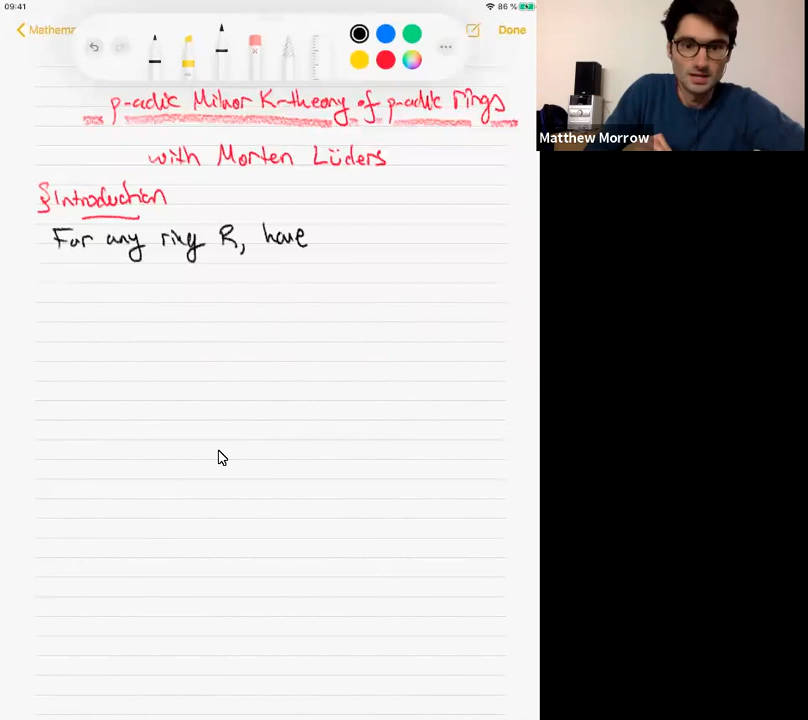 09:41
86 %
Mathema
Done
p-adic Milnor K-theory of p-adic rings
with Morten Lüders
§Introduction
For any ring R, have
Matthew Morrow